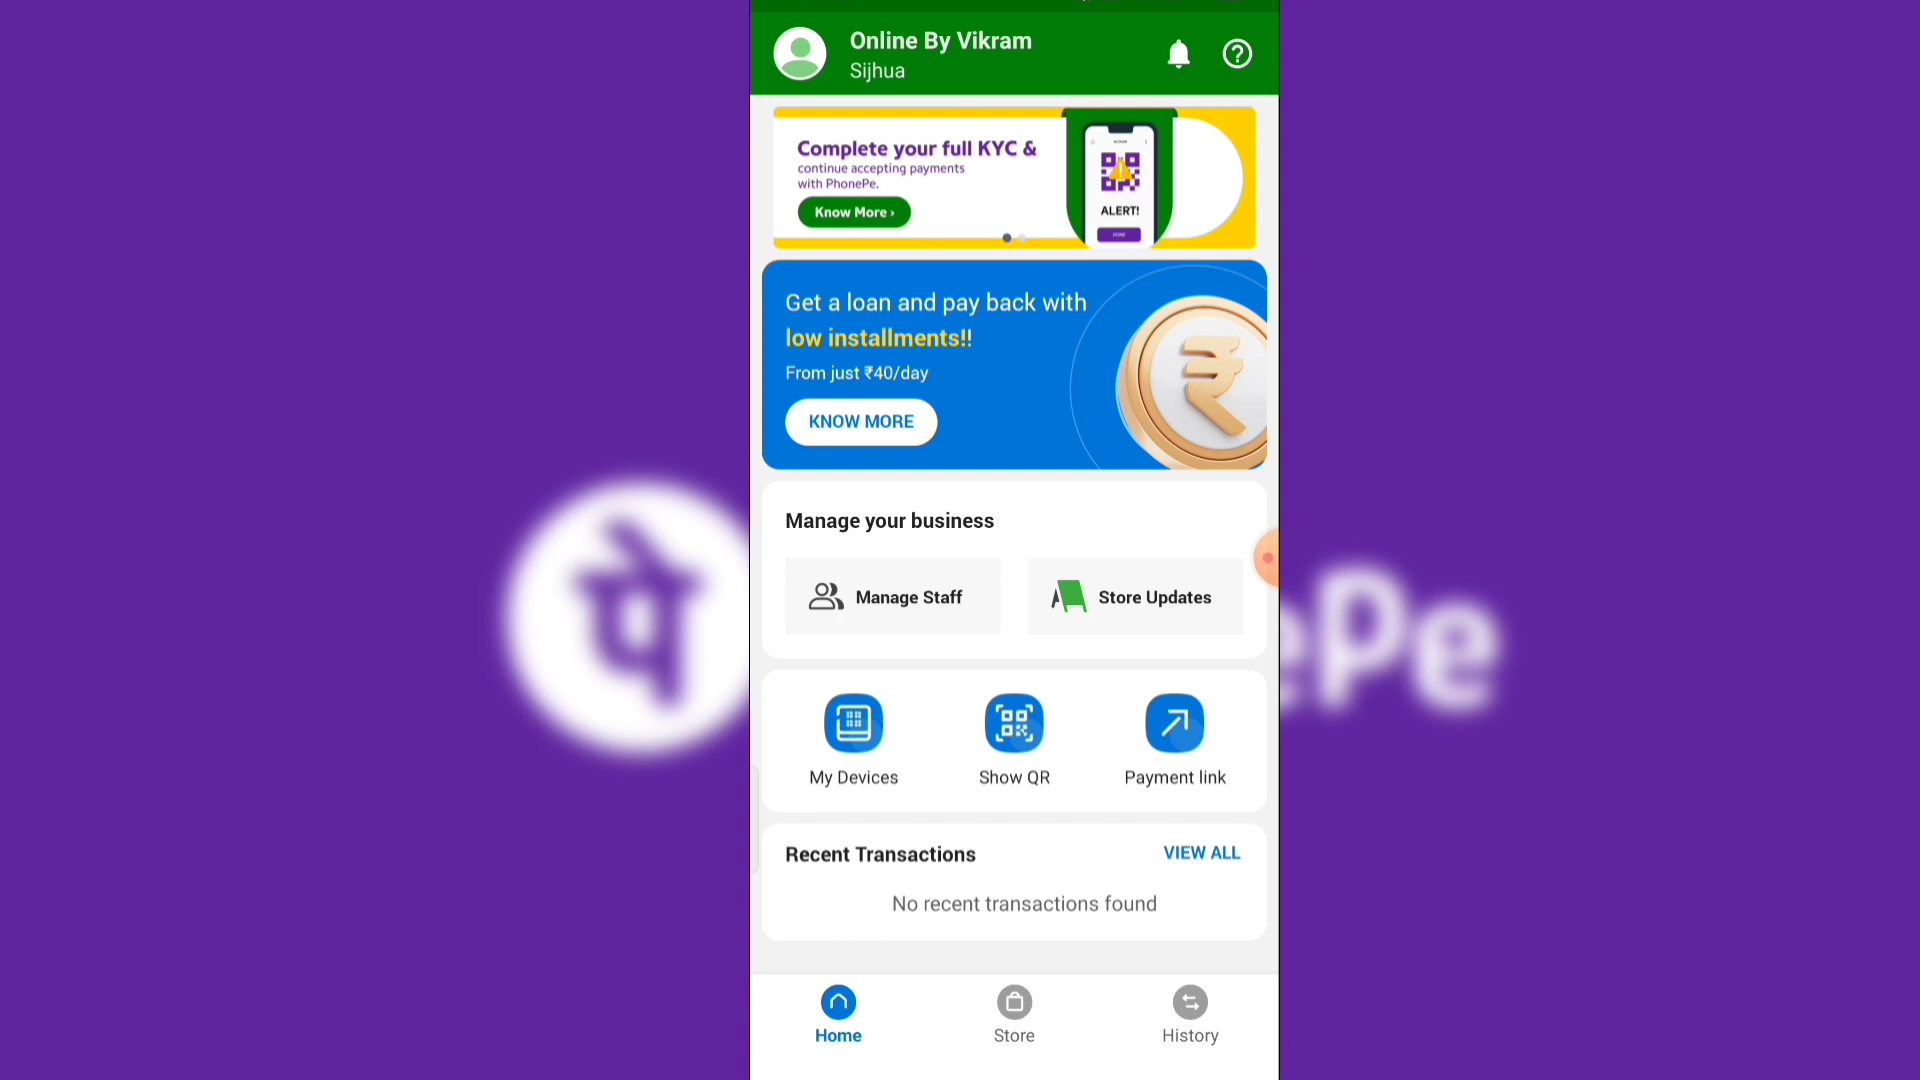 Online By Vikram
Sijhua
Complete your full KYC &
continue accepting payments
with PhonePe.
Know More ›
ALERT!
Get a loan and pay back with
low installments!!
From just ₹40/day
KNOW MORE
Manage your business
Manage Staff
Store Updates
पे
ePe
My Devices
Show QR
Payment link
Recent Transactions
VIEW ALL
No recent transactions found
Home
Store
History